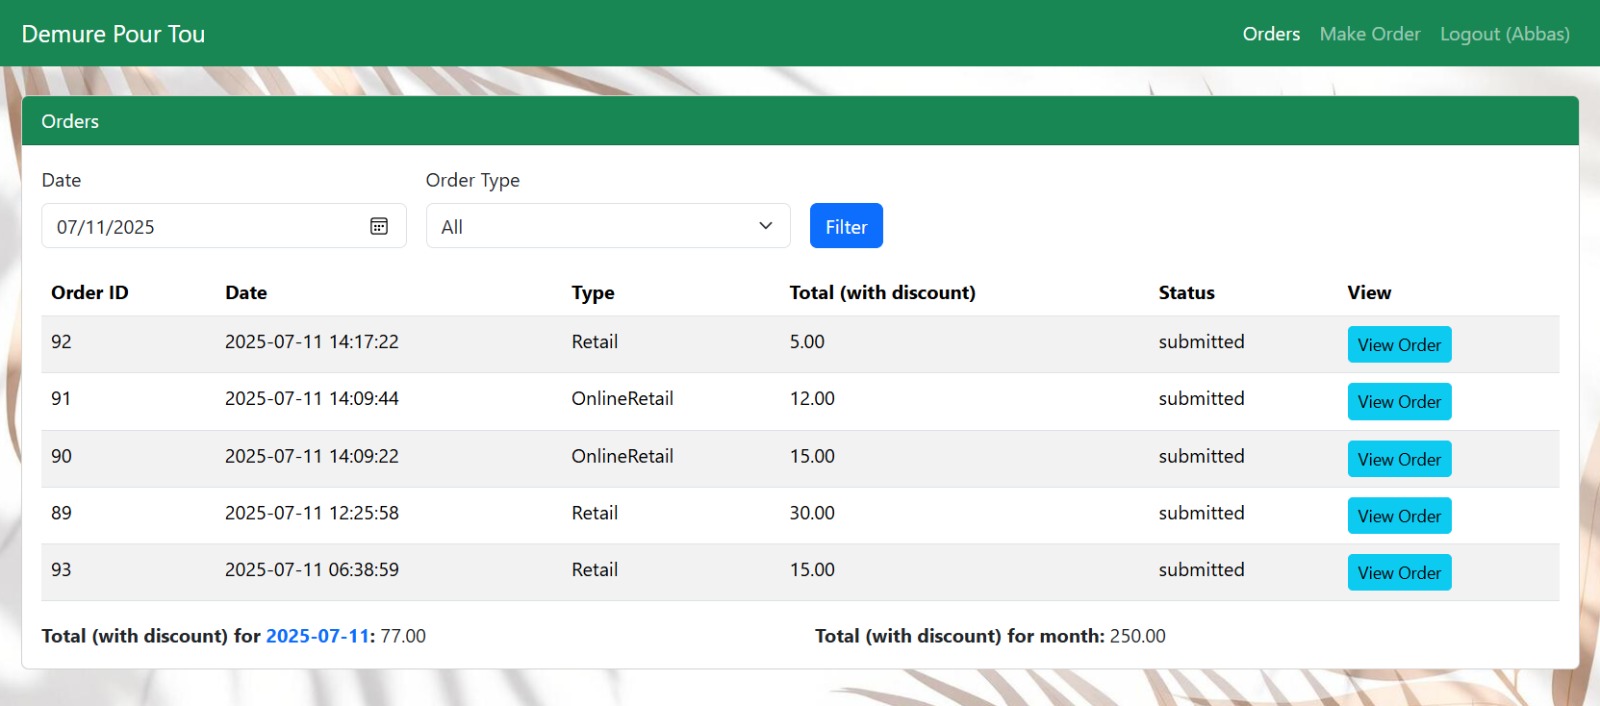 Demure Pour Tou Orders Make Order Logout (Abbas)
Orders
Date Order Type
07/11/2025 All Filter
Order ID Date Type Total (with discount) Status View
92 2025-07-11 14:17:22 Retail 5.00 submitted View Order
91 2025-07-11 14:09:44 OnlineRetail 12.00 submitted View Order
90 2025-07-11 14:09:22 OnlineRetail 15.00 submitted View Order
89 2025-07-11 12:25:58 Retail 30.00 submitted View Order
93 2025-07-11 06:38:59 Retail 15.00 submitted View Order
Total (with discount) for 2025-07-11: 77.00 Total (with discount) for month: 250.00